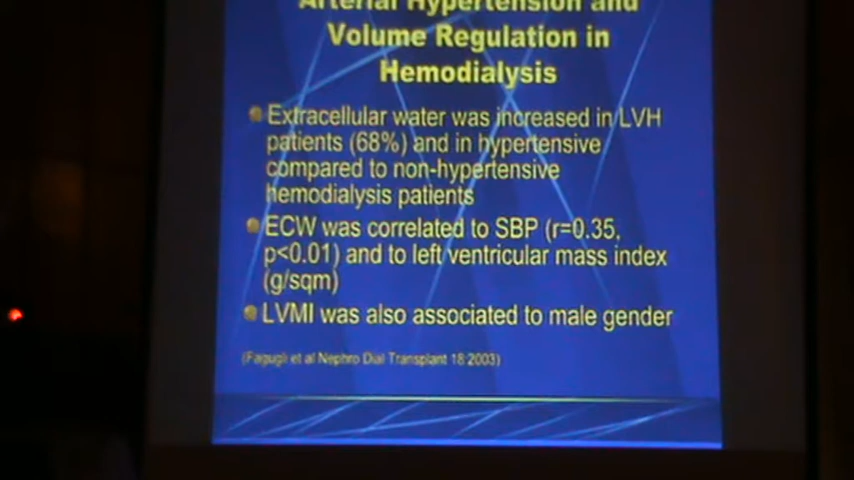 Arterial Hypertension and
Volume Regulation in
Hemodialysis
Extracellular water was increased in LVH
patients (68%) and in hypertensive
compared to non-hypertensive
hemodialysis patients
ECW was correlated to SBP (r=0.35,
p<0.01) and to left ventricular mass index
(g/sqm)
LVMI was also associated to male gender
(Fagugli et al Nephro Dial Transplant 18:2003)